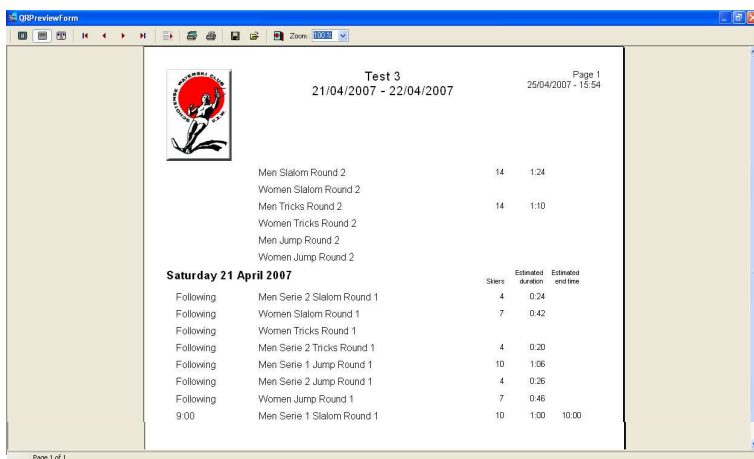 QRPreviewForm
Zoom: 100 %
SCHOTENSE WATERSKI CLUB V.T.V.
Test 3
21/04/2007 - 22/04/2007
Page 1
25/04/2007 - 15:54
Men Slalom Round 2 14 1:24
Women Slalom Round 2
Men Tricks Round 2 14 1:10
Women Tricks Round 2
Men Jump Round 2
Women Jump Round 2
Saturday 21 April 2007 Skiers Estimated duration Estimated end time
Following Men Serie 2 Slalom Round 1 4 0:24
Following Women Slalom Round 1 7 0:42
Following Women Tricks Round 1
Following Men Serie 2 Tricks Round 1 4 0:20
Following Men Serie 1 Jump Round 1 10 1:06
Following Men Serie 2 Jump Round 1 4 0:26
Following Women Jump Round 1 7 0:46
9:00 Men Serie 1 Slalom Round 1 10 1:00 10:00
Page 1 of 1